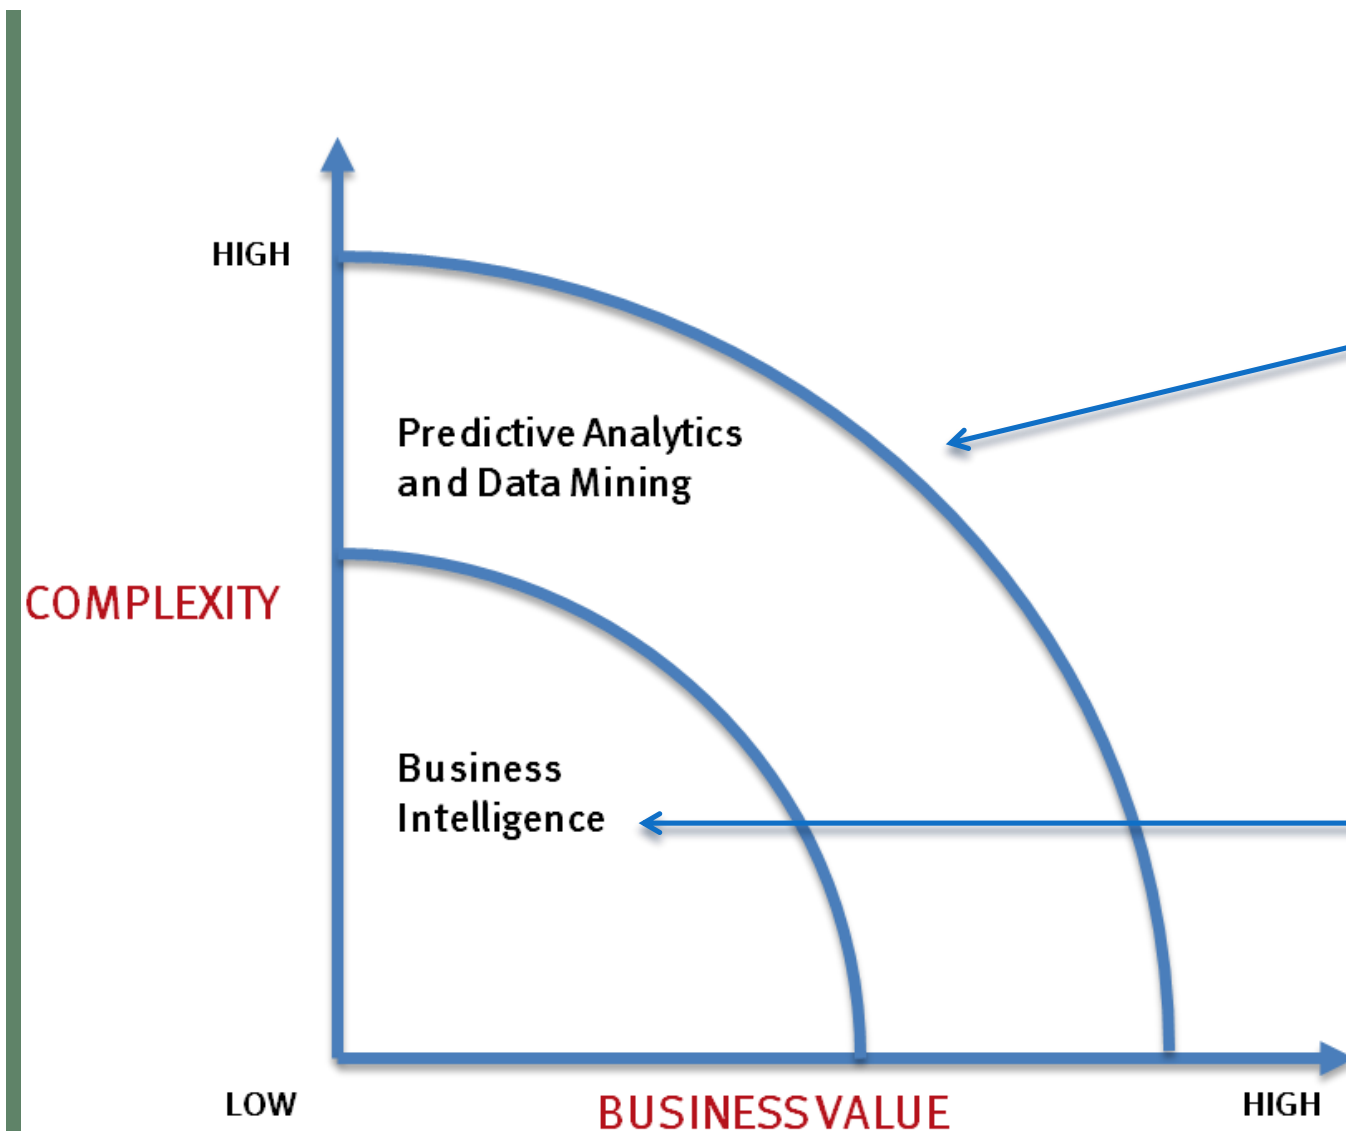 HIGH
Predictive Analytics
and Data Mining
COMPLEXITY
Business
Intelligence
LOW
BUSINESS VALUE
HIGH